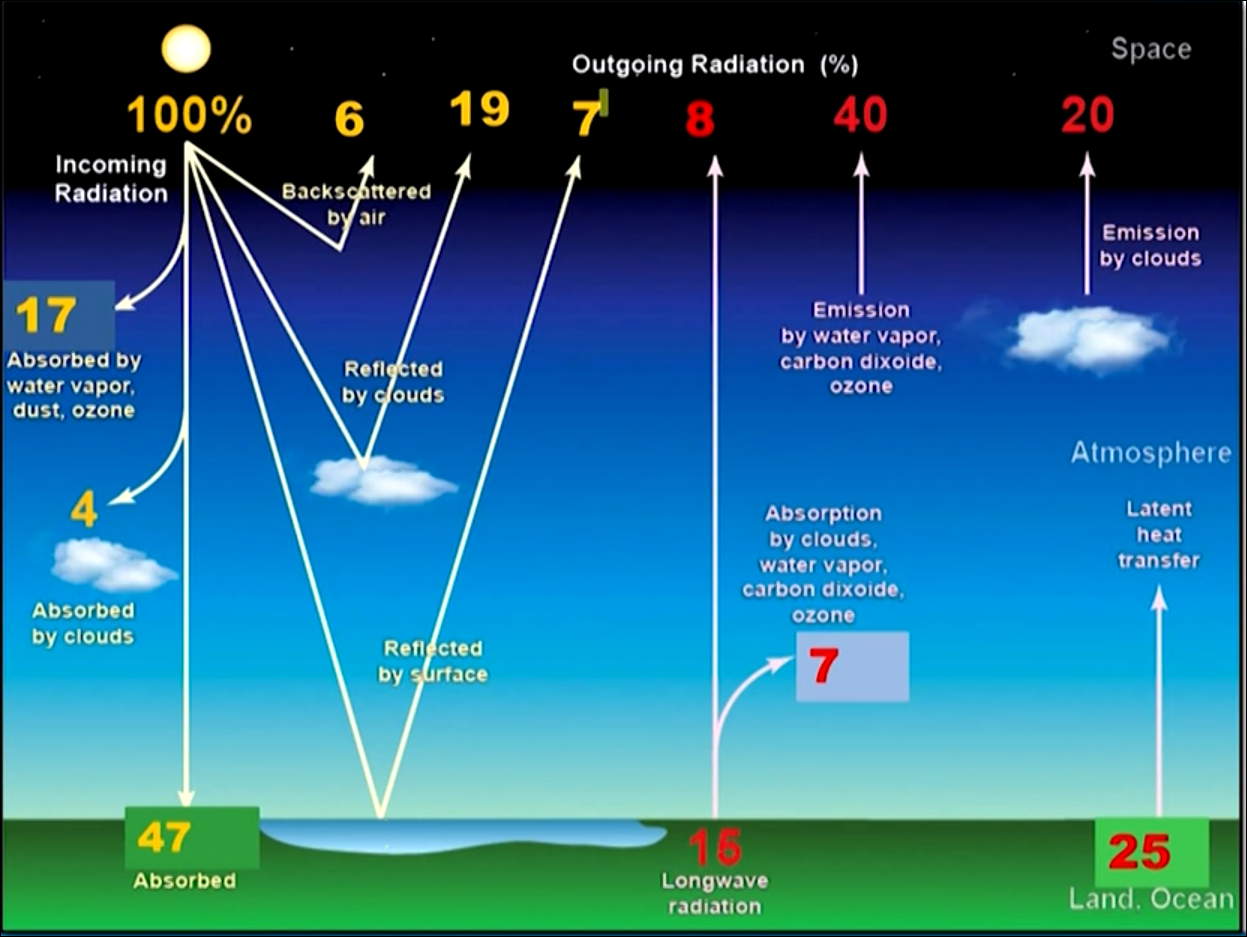 Outgoing Radiation (%)
Space
100%
6
19
7
8
40
20
Incoming
Radiation
Backscattered
by air
Emission
by clouds
17
Absorbed by
water vapor,
dust, ozone
Emission
by water vapor,
carbon dixoide,
ozone
Reflected
by clouds
Atmosphere
4
Absorbed
by clouds
Absorption
by clouds,
water vapor,
carbon dixoide,
ozone
7
Latent
heat
transfer
Reflected
by surface
47
Absorbed
15
Longwave
radiation
25
Land. Ocean